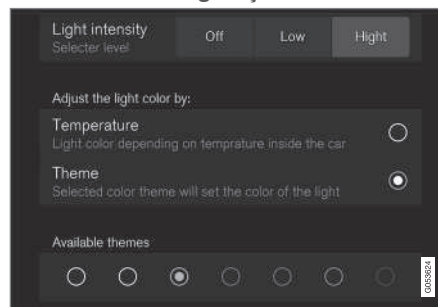 Light intensity
Selecter level
Off Low Hight
Adjust the light color by:
Temperature
Light color depending on temprature inside the car
Theme
Selected color theme will set the color of the light
Available themes
G053624